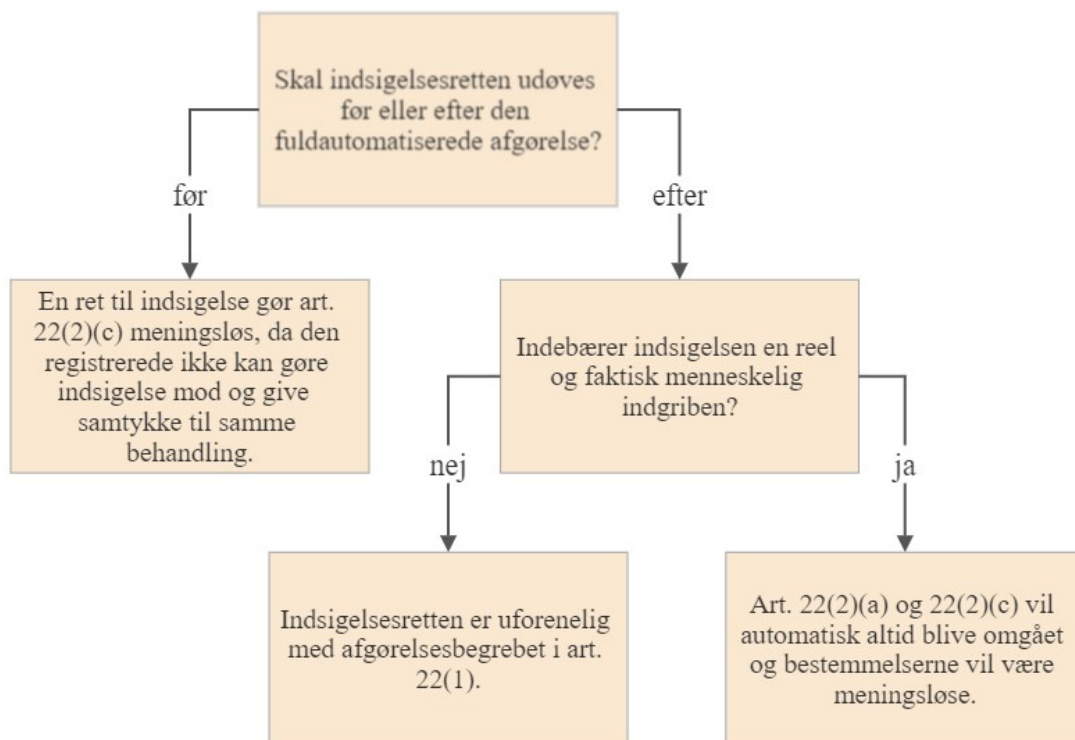 Skal indsigelsesretten udøves
før eller efter den
fuldautomatiserede afgørelse?
før
efter
En ret til indsigelse gør art.
22(2)(c) meningsløs, da den
registrerede ikke kan gøre
indsigelse mod og give
samtykke til samme
behandling.
Indebærer indsigelsen en reel
og faktisk menneskelig
indgriben?
nej
ja
Indsigelsesretten er uforenelig
med afgørelsesbegrebet i art.
22(1).
Art. 22(2)(a) og 22(2)(c) vil
automatisk altid blive omgået
og bestemmelserne vil være
meningsløse.